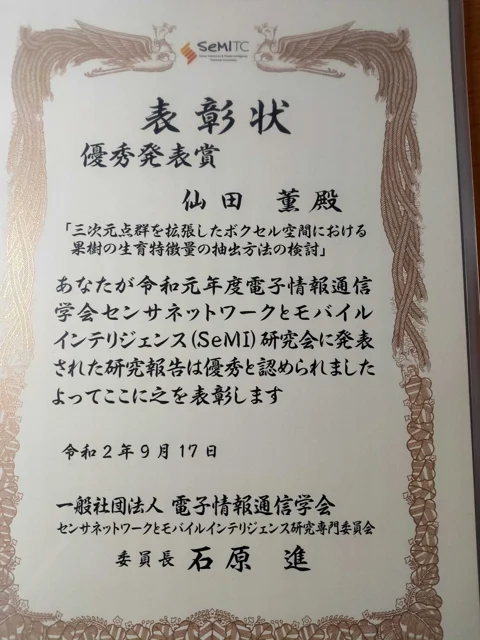 SeMI TC
表彰状
優秀発表賞
仙田 薫 殿
「三次元点群を拡張したボクセル空間における
果樹の生育特徴量の抽出方法の検討」
あなたが令和元年度電子情報通信
学会センサネットワークとモバイル
インテリジェンス(SeMI)研究会に発表
された研究報告は優秀と認められました
よってここに之を表彰します
令和2年9月17日
一般社団法人 電子情報通信学会
センサネットワークとモバイルインテリジェンス研究専門委員会
委員長 石原 進